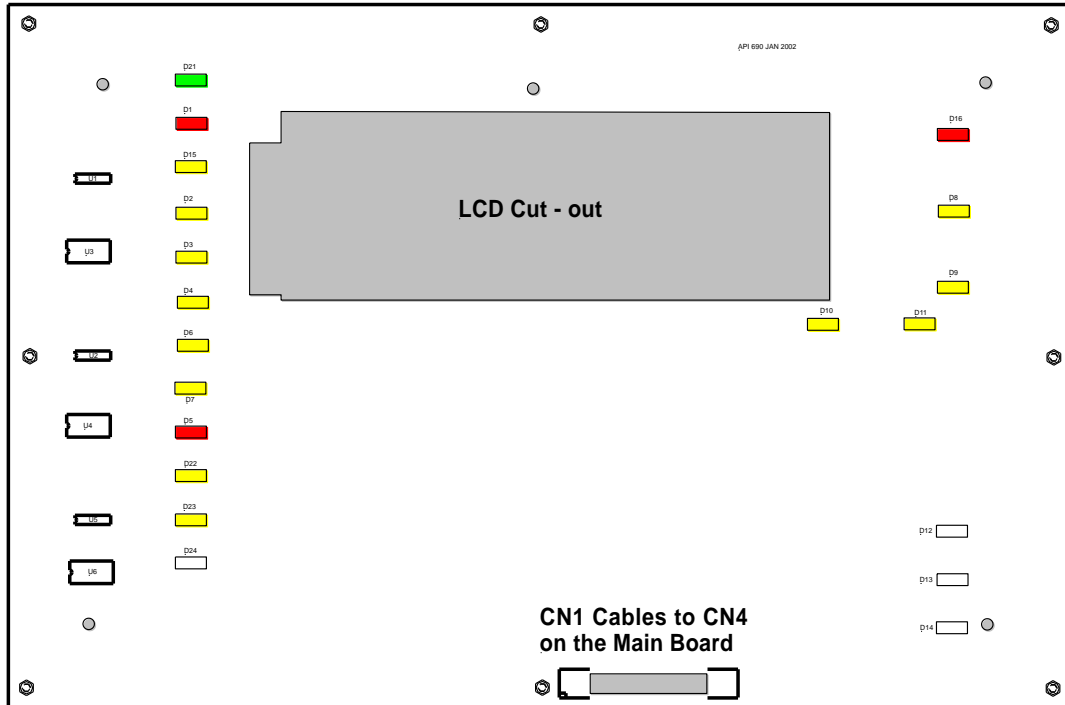 API 690 JAN 2002
D21
D1
D16
D15
U1
D2
D8
LCD Cut - out
D3
U3
D9
D4
D10
D11
D6
U2
D7
D5
U4
D22
D23
U5
D12
D24
U6
D13
CN1 Cables to CN4
on the Main Board
D14